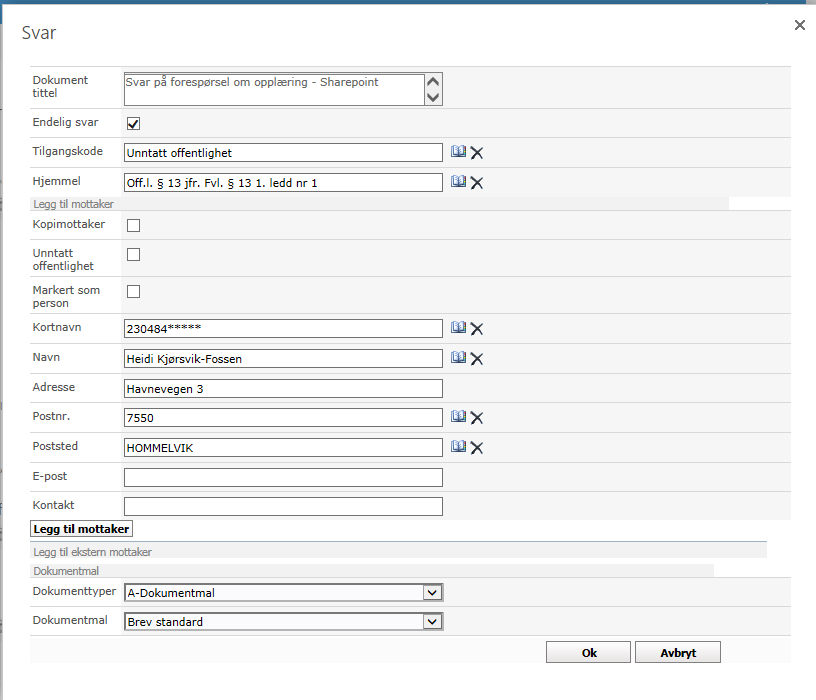 Svar
Dokument
tittel
Svar på forespørsel om opplæring - Sharepoint
Endelig svar
Tilgangskode
Unntatt offentlighet
Hjemmel
Off.l. § 13 jfr. Fvl. § 13 1. ledd nr 1
Legg til mottaker
Kopimottaker
Unntatt
offentlighet
Markert som
person
Kortnavn
230484*****
Navn
Heidi Kjørsvik-Fossen
Adresse
Havnevegen 3
Postnr.
7550
Poststed
HOMMELVIK
E-post
Kontakt
Legg til mottaker
Legg til ekstern mottaker
Dokumentmal
Dokumenttyper
A-Dokumentmal
Dokumentmal
Brev standard
Ok
Avbryt